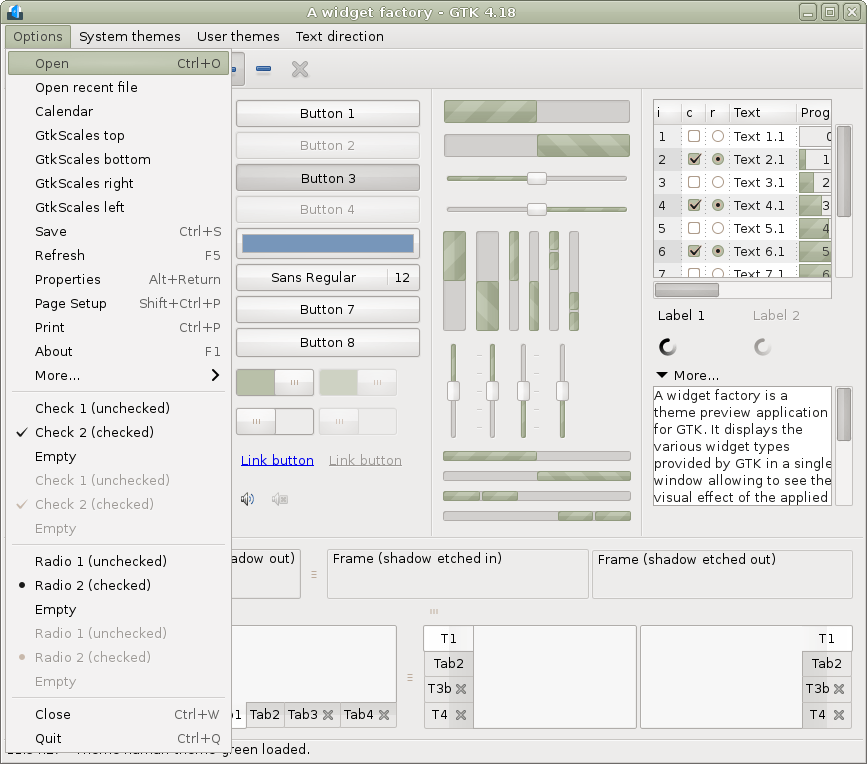 A widget factory - GTK 4.18
Options System themes User themes Text direction
Open Ctrl+O
Open recent file
Calendar
GtkScales top
GtkScales bottom
GtkScales right
GtkScales left
Save Ctrl+S
Refresh F5
Properties Alt+Return
Page Setup Shift+Ctrl+P
Print Ctrl+P
About F1
More...
Check 1 (unchecked)
Check 2 (checked)
Empty
Check 1 (unchecked)
Check 2 (checked)
Empty
Radio 1 (unchecked)
Radio 2 (checked)
Empty
Radio 1 (unchecked)
Radio 2 (checked)
Empty
Close Ctrl+W
Quit Ctrl+Q
Button 1
Button 2
Button 3
Button 4
Sans Regular 12
Button 7
Button 8
Link button Link button
i c r Text Prog
1 Text 1.1 0
2 Text 2.1 1
3 Text 3.1 2
4 Text 4.1 3
5 Text 5.1 4
6 Text 6.1 5
7 Text 7.1 6
Label 1 Label 2
More...
A widget factory is a
theme preview application
for GTK. It displays the
various widget types
provided by GTK in a single
window allowing to see the
visual effect of the applied
out) Frame (shadow etched in) Frame (shadow etched out)
Tab2 Tab3 Tab4
T1
Tab2
T3b
T4
T1
Tab2
T3b
T4
green loaded.